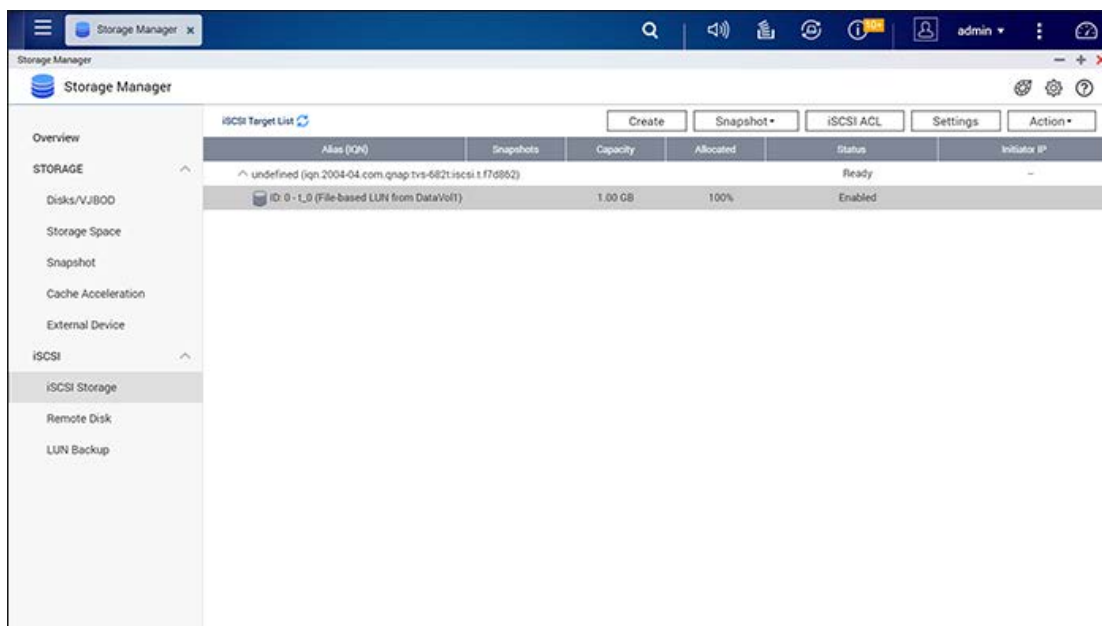 Storage Manager x
10+
admin
Storage Manager
Storage Manager
Overview
STORAGE
Disks/VJBOD
Storage Space
Snapshot
Cache Acceleration
External Device
iSCSI
iSCSI Storage
Remote Disk
LUN Backup
iSCSI Target List
Create Snapshot iSCSI ACL Settings Action
Alias (IQN) Snapshots Capacity Allocated Status Initiator IP
undefined (iqn.2004-04.com.qnap:tvs-682t:iscsi.t.f7d862) Ready --
ID: 0 - t_0 (File-based LUN from DataVol1) 1.00 GB 100% Enabled